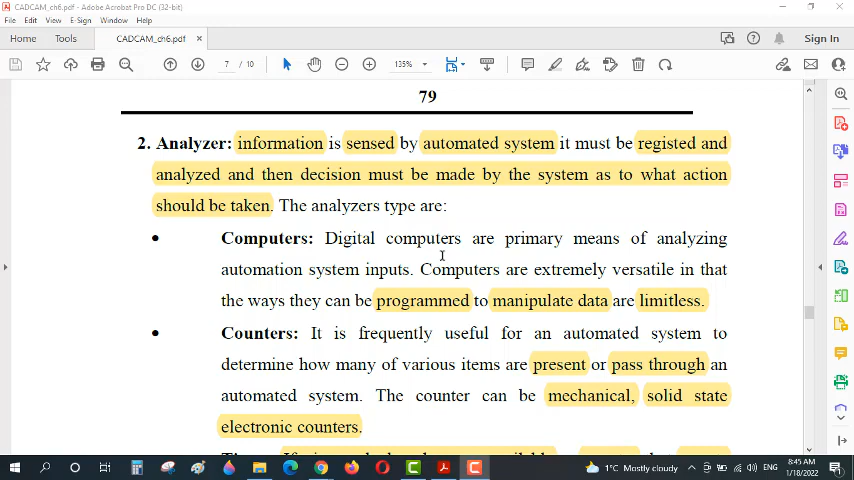 CADCAM_ch6.pdf - Adobe Acrobat Pro DC (32-bit)
File Edit View E-Sign Window Help
Home Tools CADCAM_ch6.pdf × Sign In
7 / 10 135%
79
2. Analyzer: information is sensed by automated system it must be registed and
analyzed and then decision must be made by the system as to what action
should be taken. The analyzers type are:
• Computers: Digital computers are primary means of analyzing
automation system inputs. Computers are extremely versatile in that
the ways they can be programmed to manipulate data are limitless.
• Counters: It is frequently useful for an automated system to
determine how many of various items are present or pass through an
automated system. The counter can be mechanical, solid state
electronic counters.
1°C Mostly cloudy ENG 8:45 AM
1/18/2022